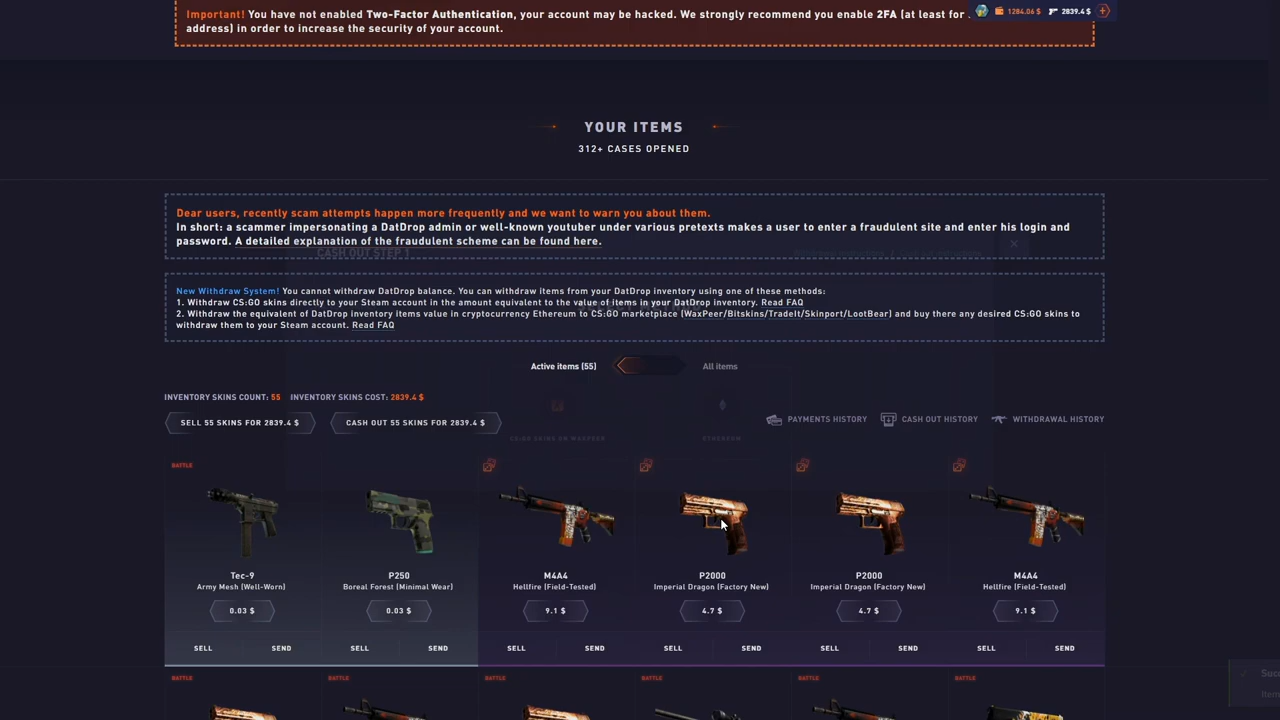 Important! You have not enabled Two-Factor Authentication, your account may be hacked. We strongly recommend you enable 2FA (at least for
1284.06 $ 2839.4 $ +
address) in order to increase the security of your account.
YOUR ITEMS
312+ CASES OPENED
Dear users, recently scam attempts happen more frequently and we want to warn you about them.
In short: a scammer impersonating a DatDrop admin or well-known youtuber under various pretexts makes a user to enter a fraudulent site and enter his login and
password. A detailed explanation of the fraudulent scheme can be found here.
CASH OUT STEP 1
New Withdraw System! You cannot withdraw DatDrop balance. You can withdraw items from your DatDrop inventory using one of these methods:
1. Withdraw CS:GO skins directly to your Steam account in the amount equivalent to the value of items in your DatDrop inventory. Read FAQ
2. Withdraw the equivalent of DatDrop inventory items value in cryptocurrency Ethereum to CS:GO marketplace (WaxPeer/Bitskins/TradeIt/Skinport/LootBear) and buy there any desired CS:GO skins to
withdraw them to your Steam account. Read FAQ
Active items (55) All items
INVENTORY SKINS COUNT: 55 INVENTORY SKINS COST: 2839.4 $
SELL 55 SKINS FOR 2839.4 $ CASH OUT 55 SKINS FOR 2839.4 $ PAYMENTS HISTORY CASH OUT HISTORY WITHDRAWAL HISTORY
CS:GO SKINS ON WAXPEER ETHEREUM
BATTLE
Tec-9 P250 M4A4 P2000 P2000 M4A4
Army Mesh (Well-Worn) Boreal Forest (Minimal Wear) Hellfire (Field-Tested) Imperial Dragon (Factory New) Imperial Dragon (Factory New) Hellfire (Field-Tested)
0.03 $ 0.03 $ 9.1 $ 4.7 $ 4.7 $ 9.1 $
SELL SEND SELL SEND SELL SEND SELL SEND SELL SEND SELL SEND
BATTLE BATTLE BATTLE BATTLE BATTLE BATTLE